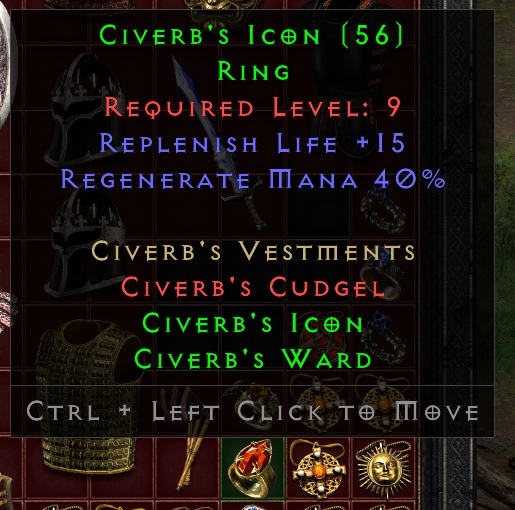 Civerb's Icon (56)
Ring
Required Level: 9
Replenish Life +15
Regenerate Mana 40%
Civerb's Vestments
Civerb's Cudgel
Civerb's Icon
Civerb's Ward
Ctrl + Left Click to Move